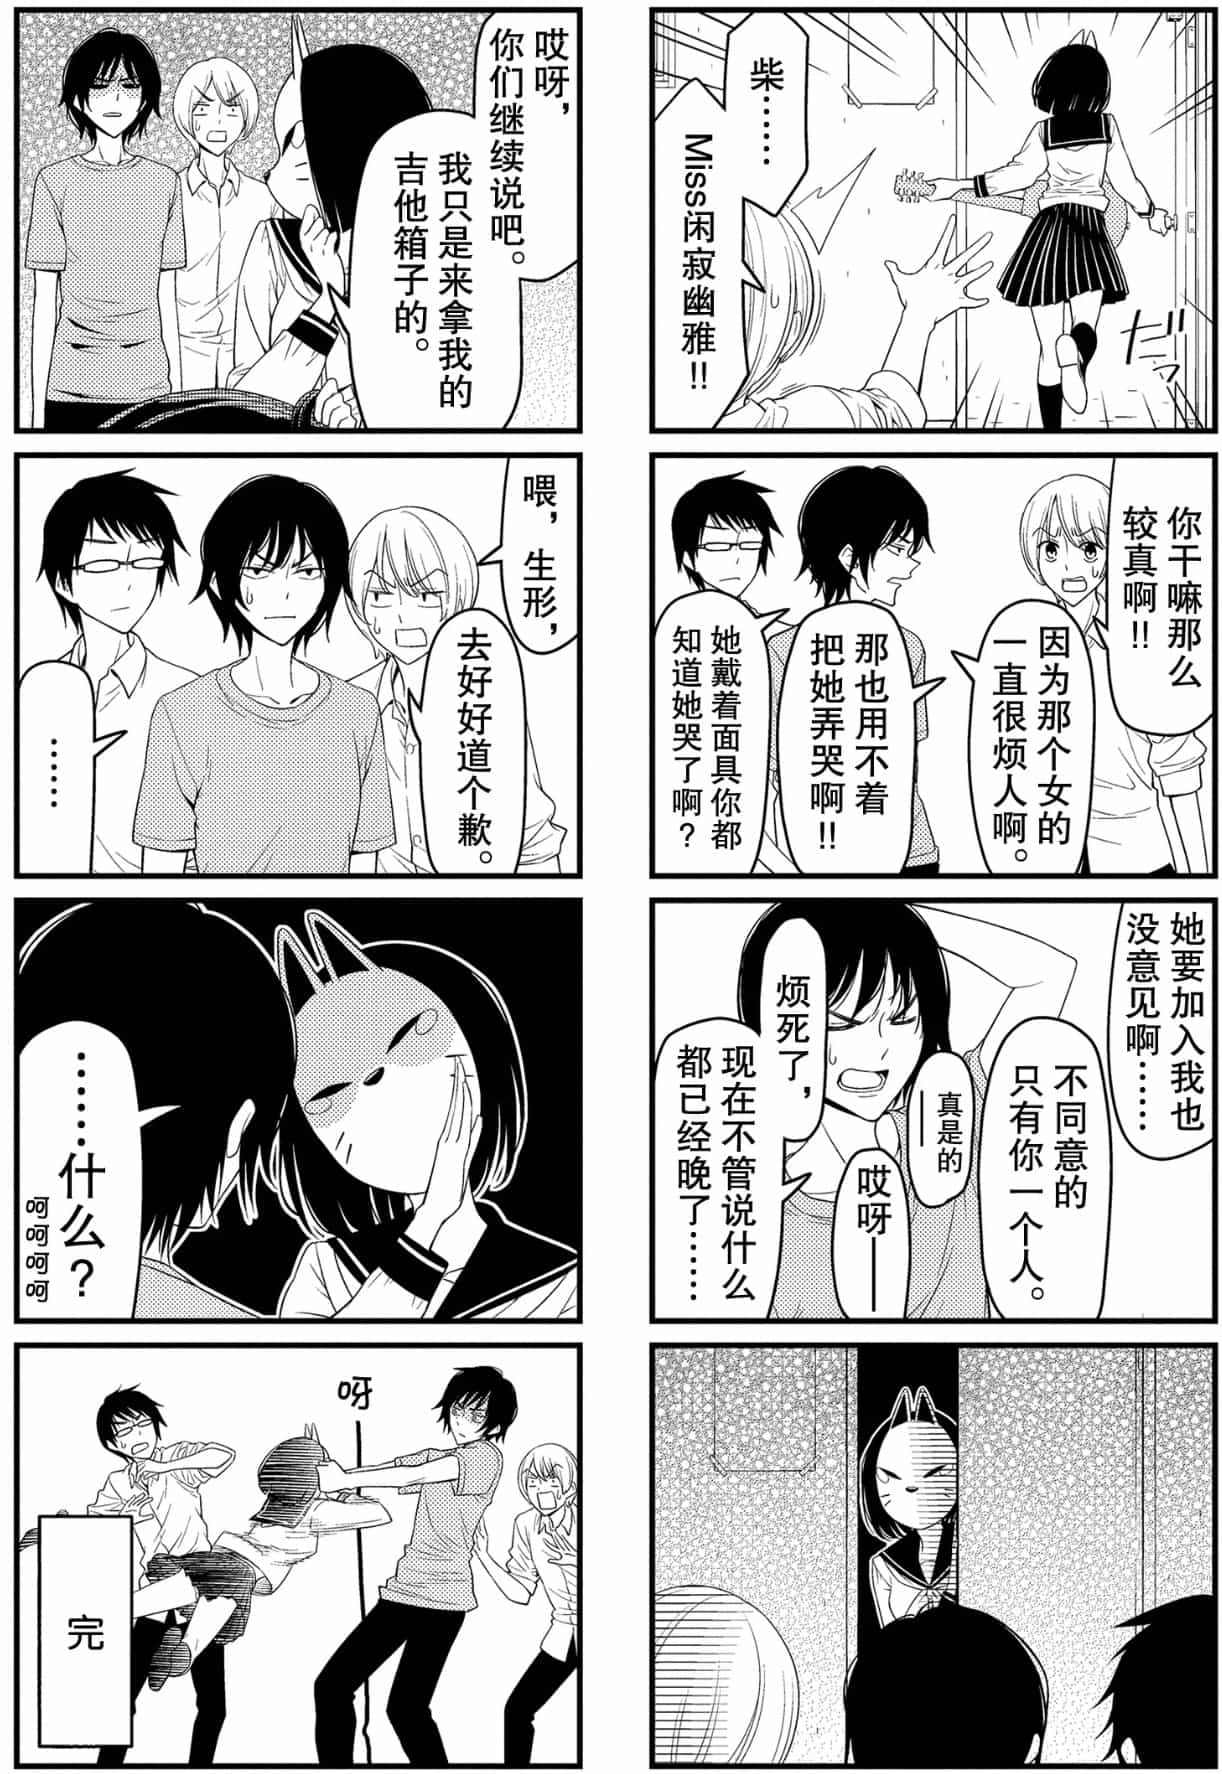 柴……
Miss闲寂幽雅!!
だっ
你干嘛那么
较真啊!!
因为那个女的
一直很烦人啊。
那也用不着
把她弄哭啊!!
她戴着面具你都
知道她哭了啊?
她要加入我也
没意见啊……
不同意的
只有你一个人。
真是的
——
哎呀——
烦死了，
现在不管说什么
都已经晚了……
哎呀，
你们继续说吧。
我只是来拿我的
吉他箱子的。
喂，生形，
去好好道个歉。
……
……什么?
呵呵呵呵
呀
完